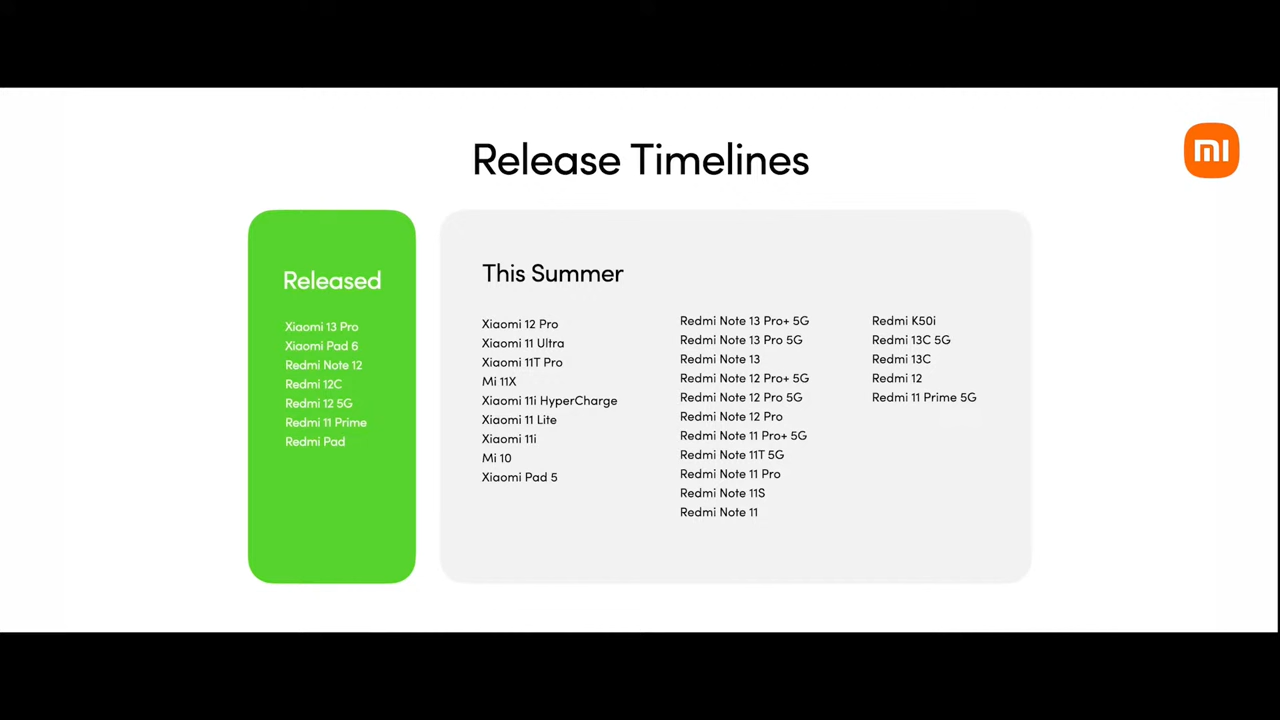 Release Timelines
mi
Released
Xiaomi 13 Pro
Xiaomi Pad 6
Redmi Note 12
Redmi 12C
Redmi 12 5G
Redmi 11 Prime
Redmi Pad
This Summer
Xiaomi 12 Pro
Xiaomi 11 Ultra
Xiaomi 11T Pro
Mi 11X
Xiaomi 11i HyperCharge
Xiaomi 11 Lite
Xiaomi 11i
Mi 10
Xiaomi Pad 5
Redmi Note 13 Pro+ 5G
Redmi Note 13 Pro 5G
Redmi Note 13
Redmi Note 12 Pro+ 5G
Redmi Note 12 Pro 5G
Redmi Note 12 Pro
Redmi Note 11 Pro+ 5G
Redmi Note 11T 5G
Redmi Note 11 Pro
Redmi Note 11S
Redmi Note 11
Redmi K50i
Redmi 13C 5G
Redmi 13C
Redmi 12
Redmi 11 Prime 5G